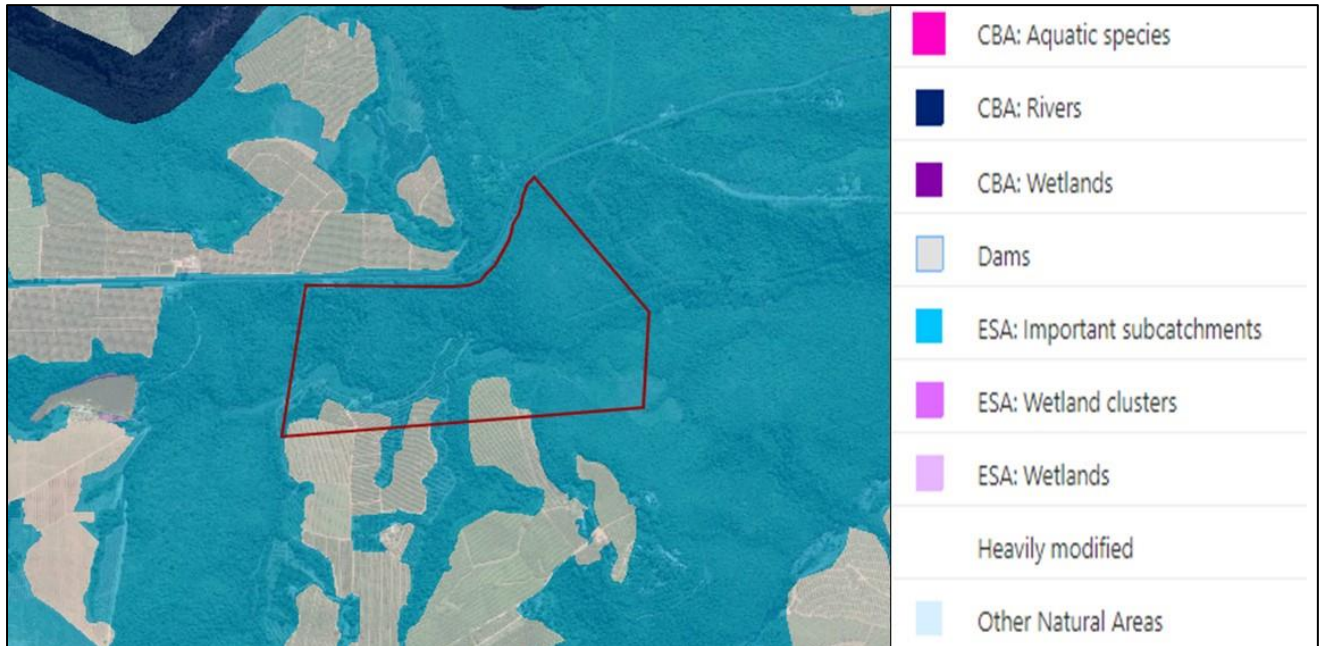 CBA: Aquatic species
CBA: Rivers
CBA: Wetlands
Dams
ESA: Important subcatchments
ESA: Wetland clusters
ESA: Wetlands
Heavily modified
Other Natural Areas